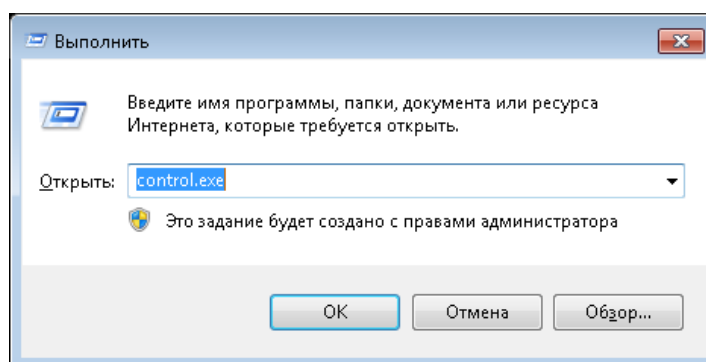 Выполнить
Введите имя программы, папки, документа или ресурса
Интернета, которые требуется открыть.
Открыть: control.exe
Это задание будет создано с правами администратора
OK Отмена Обзор...